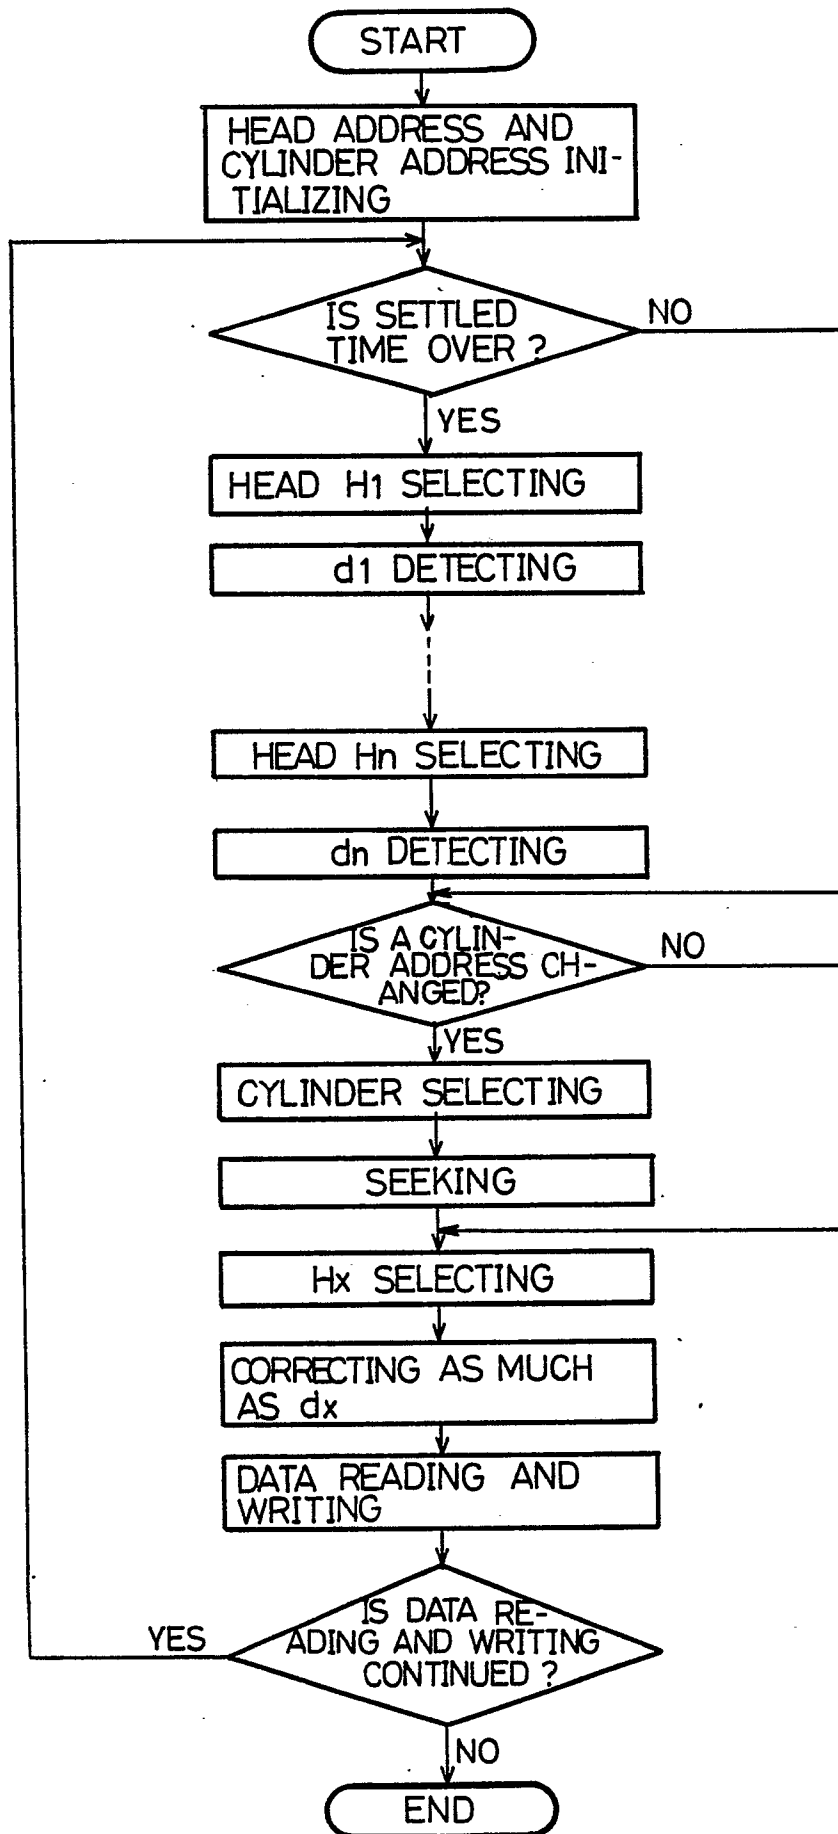 START
HEAD ADDRESS AND
CYLINDER ADDRESS INI-
TIALIZING
IS SETTLED
TIME OVER ?
NO
YES
HEAD H1 SELECTING
d1 DETECTING
HEAD Hn SELECTING
dn DETECTING
IS A CYLIN-
DER ADDRESS CH-
ANGED?
NO
YES
CYLINDER SELECTING
SEEKING
Hx SELECTING
CORRECTING AS MUCH
AS dx
DATA READING AND
WRITING
IS DATA RE-
ADING AND WRITING
CONTINUED ?
YES
NO
END